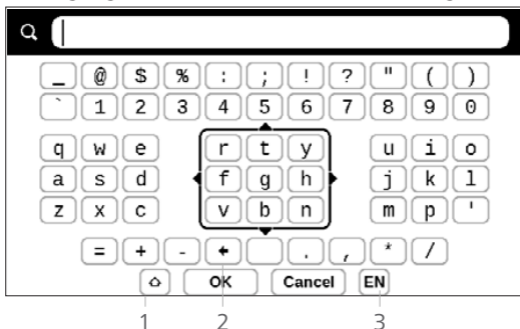 _ @ $ % : ; ! ? " ( )
` 1 2 3 4 5 6 7 8 9 0
q w e r t y u i o
a s d f g h j k l
z x c v b n m p '
= + - . , * /
OK Cancel EN
1 2 3